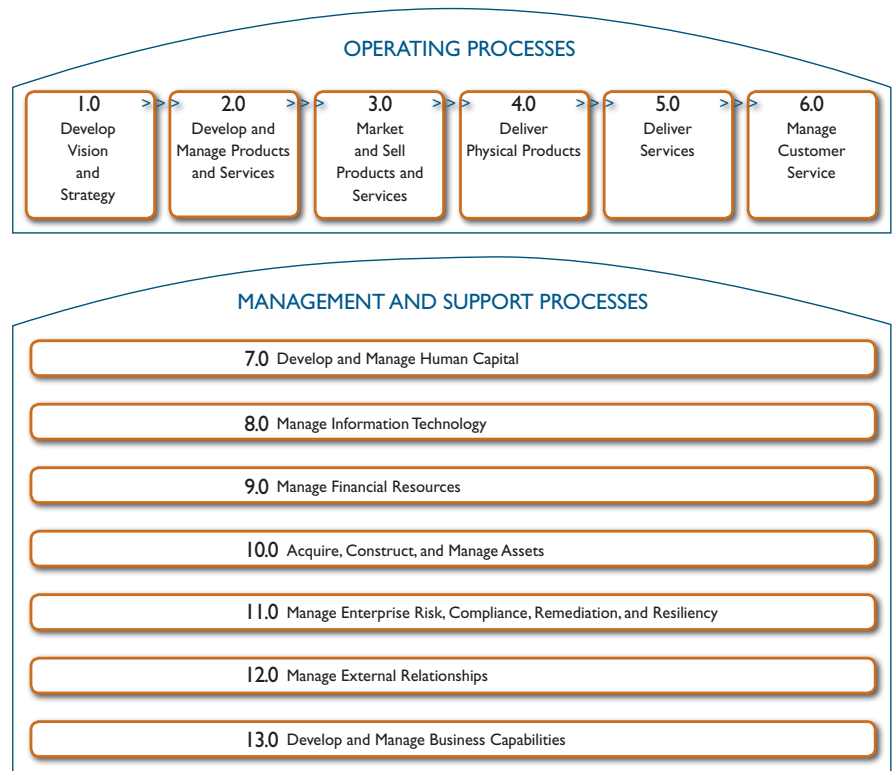 OPERATING PROCESSES
1.0 >>> 2.0 >>> 3.0 >>> 4.0 >>> 5.0 >>> 6.0
Develop
Vision
and
Strategy
Develop and
Manage Products
and Services
Market
and Sell
Products and
Services
Deliver
Physical Products
Deliver
Services
Manage
Customer
Service
MANAGEMENT AND SUPPORT PROCESSES
7.0 Develop and Manage Human Capital
8.0 Manage Information Technology
9.0 Manage Financial Resources
10.0 Acquire, Construct, and Manage Assets
11.0 Manage Enterprise Risk, Compliance, Remediation, and Resiliency
12.0 Manage External Relationships
13.0 Develop and Manage Business Capabilities